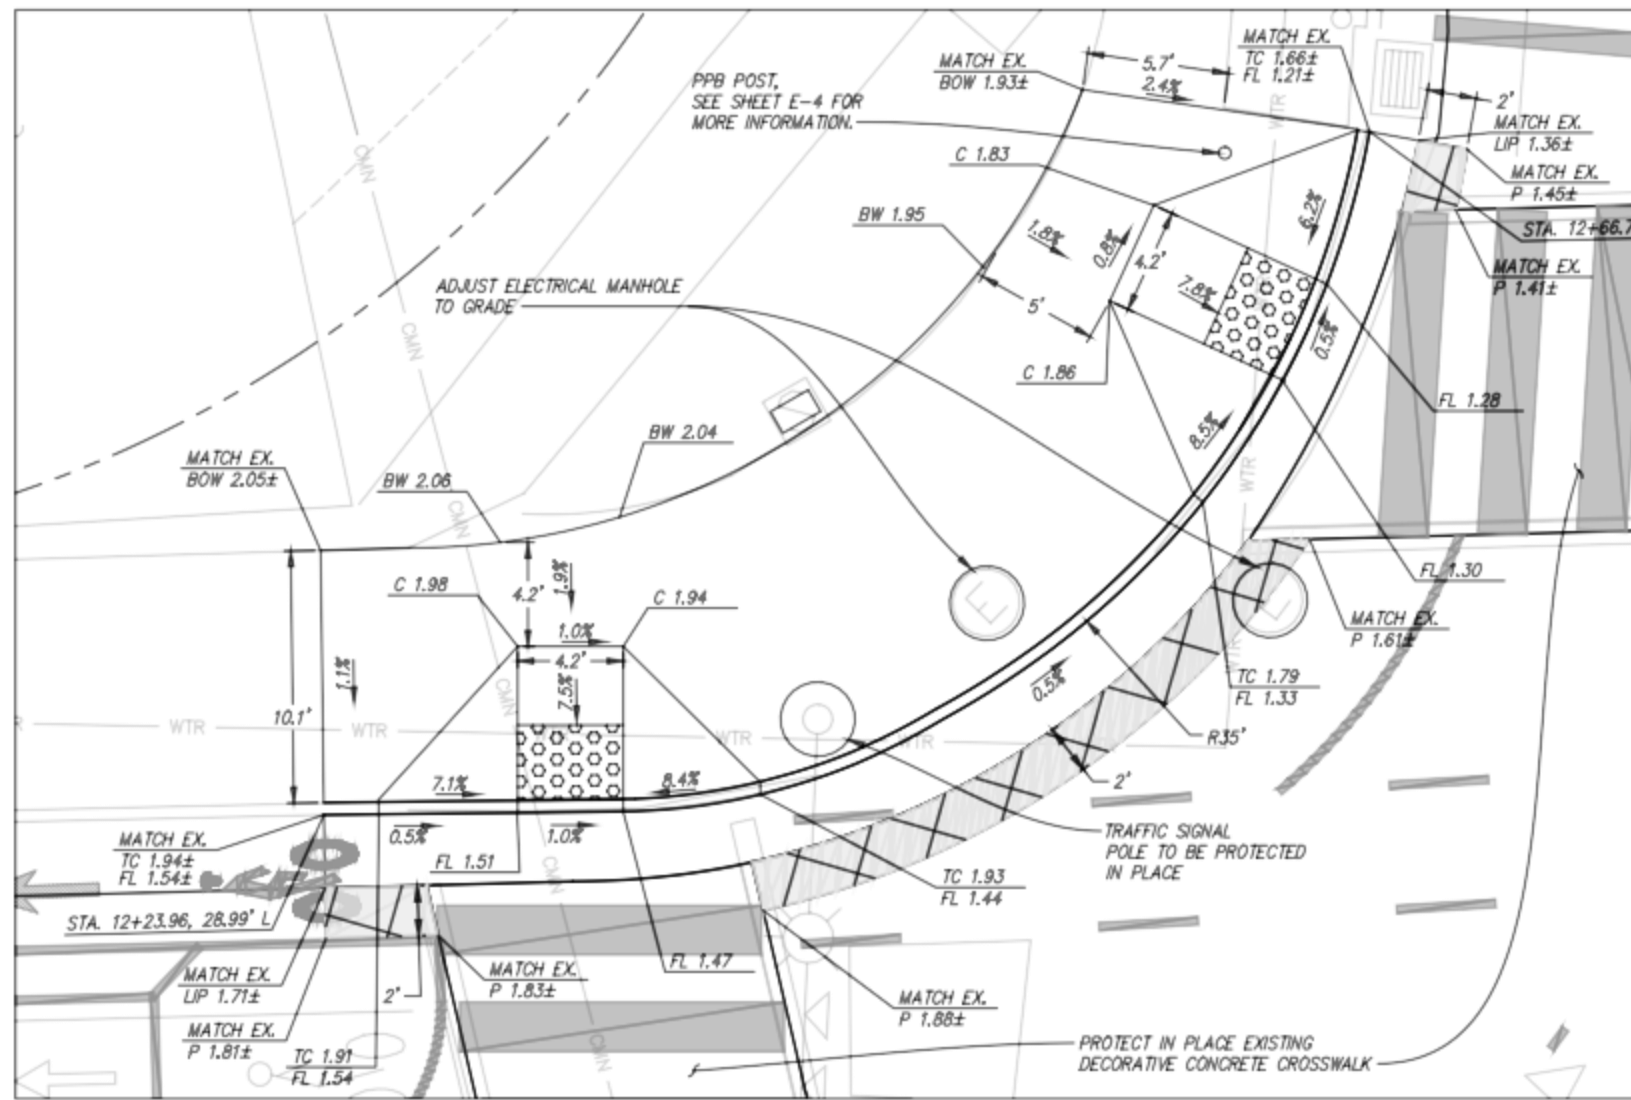 MATCH EX.
BOW 1.93±
5.7'
2.4%
MATCH EX.
TC 1.66±
FL 1.21±
PPB POST,
SEE SHEET E-4 FOR
MORE INFORMATION.
2'
MATCH EX.
LIP 1.36±
C 1.83
MATCH EX.
P 1.45±
WTR
CMN
BW 1.95
6.2%
STA. 12+66.7
1.8%
0.8%
4.2'
MATCH EX.
P 1.41±
ADJUST ELECTRICAL MANHOLE
TO GRADE
7.8%
5'
CMN
0.5%
C 1.86
FL 1.28
BW 2.04
8.5%
MATCH EX.
BOW 2.05±
BW 2.06
WTR
CMN
FL 1.30
C 1.98
4.2'
1.9%
C 1.94
E
E
MATCH EX.
P 1.61±
1.0%
4.2'
WTR
1.1%
7.5%
CMN
0.5%
TC 1.79
FL 1.33
10.1'
R
WTR
WTR
WTR
WTR
R35'
7.1%
8.4%
2'
MATCH EX.
TC 1.94±
FL 1.54±
0.5%
1.0%
FL 1.51
TRAFFIC SIGNAL
POLE TO BE PROTECTED
IN PLACE
CMN
TC 1.93
FL 1.44
STA. 12+23.96, 28.99' L
MATCH EX.
LIP 1.71±
MATCH EX.
P 1.83±
FL 1.47
2'
MATCH EX.
P 1.88±
MATCH EX.
P 1.81±
TC 1.91
FL 1.54
CMN
PROTECT IN PLACE EXISTING
DECORATIVE CONCRETE CROSSWALK